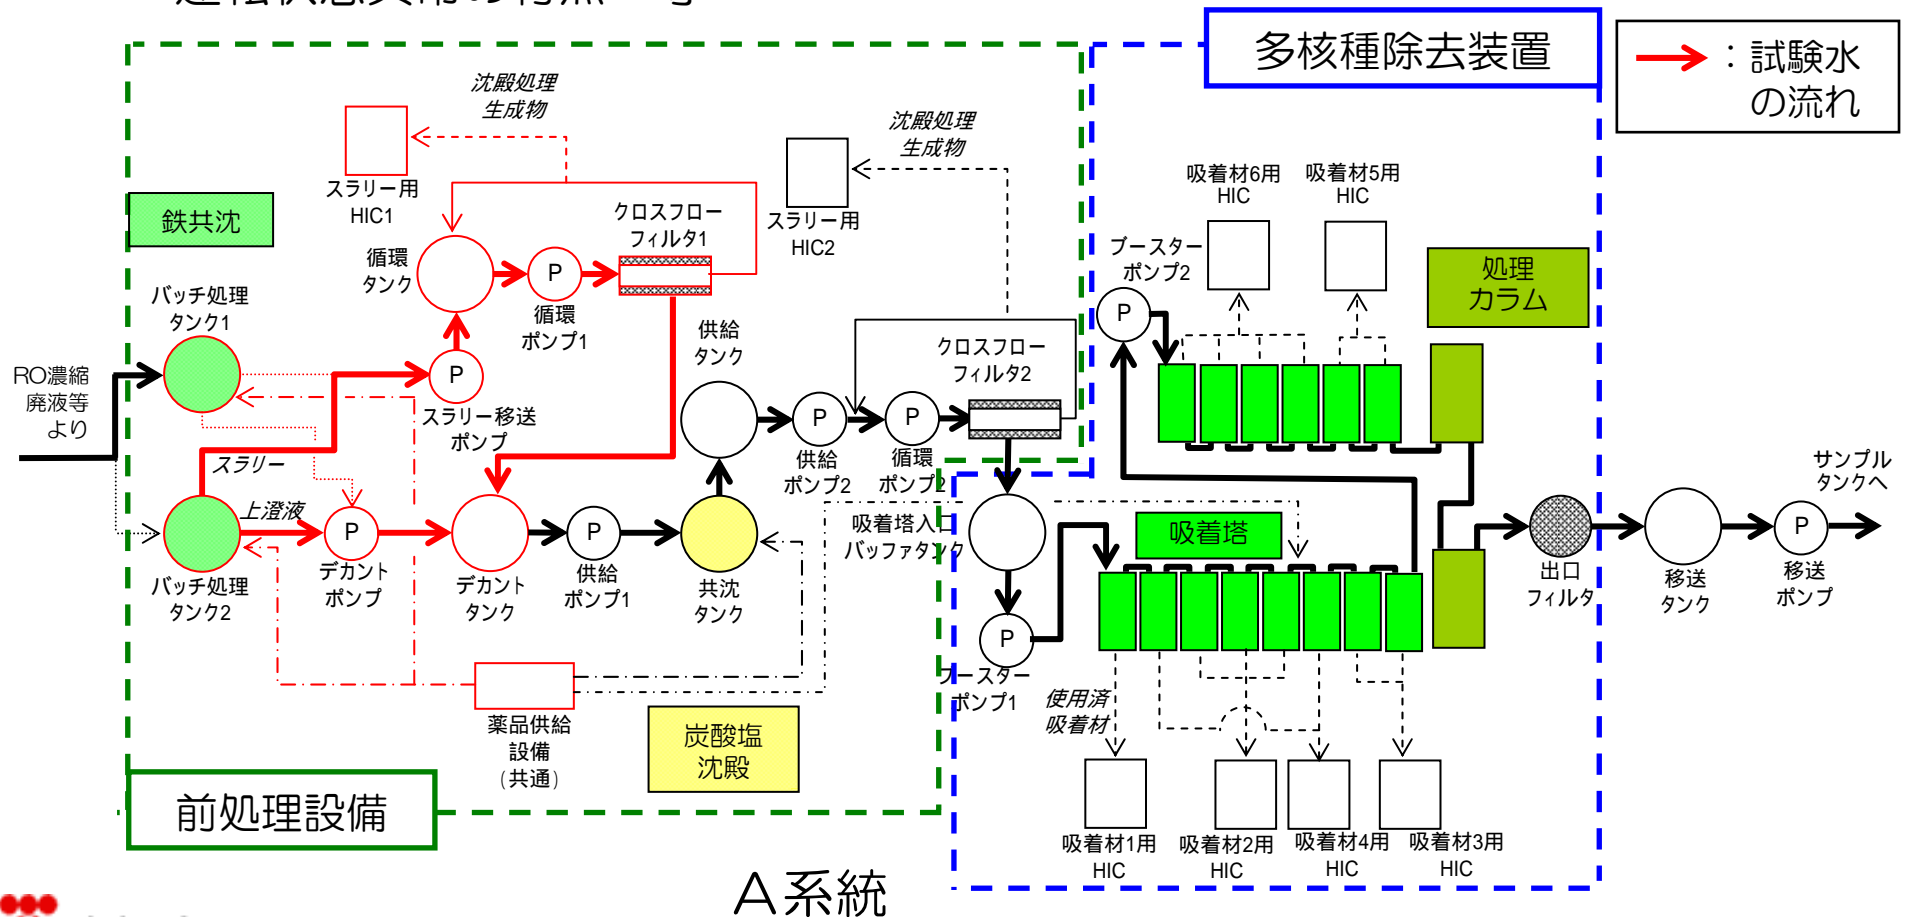 多核種除去装置
：試験水
の流れ
沈殿処理
生成物
沈殿処理
生成物
スラリー用
HIC1
スラリー用
HIC2
吸着材6用
HIC
吸着材5用
HIC
鉄共沈
循環
タンク
P
循環
ポンプ1
クロスフロー
フィルタ1
ブースター
ポンプ2
P
処理
カラム
バッチ処理
タンク1
RO濃縮
廃液等
より
P
スラリー移送
ポンプ
供給
タンク
P
供給
ポンプ2
P
循環
ポンプ2
クロスフロー
フィルタ2
スラリー
上澄液
バッチ処理
タンク2
P
デカント
ポンプ
デカント
タンク
P
供給
ポンプ1
共沈
タンク
吸着塔入口
バッファタンク
吸着塔
P
ブースター
ポンプ1
出口
フィルタ
移送
タンク
P
移送
ポンプ
サンプル
タンクへ
薬品供給
設備
（共通）
炭酸塩
沈殿
使用済
吸着材
前処理設備
吸着材1用
HIC
吸着材2用
HIC
吸着材4用
HIC
吸着材3用
HIC
A系統